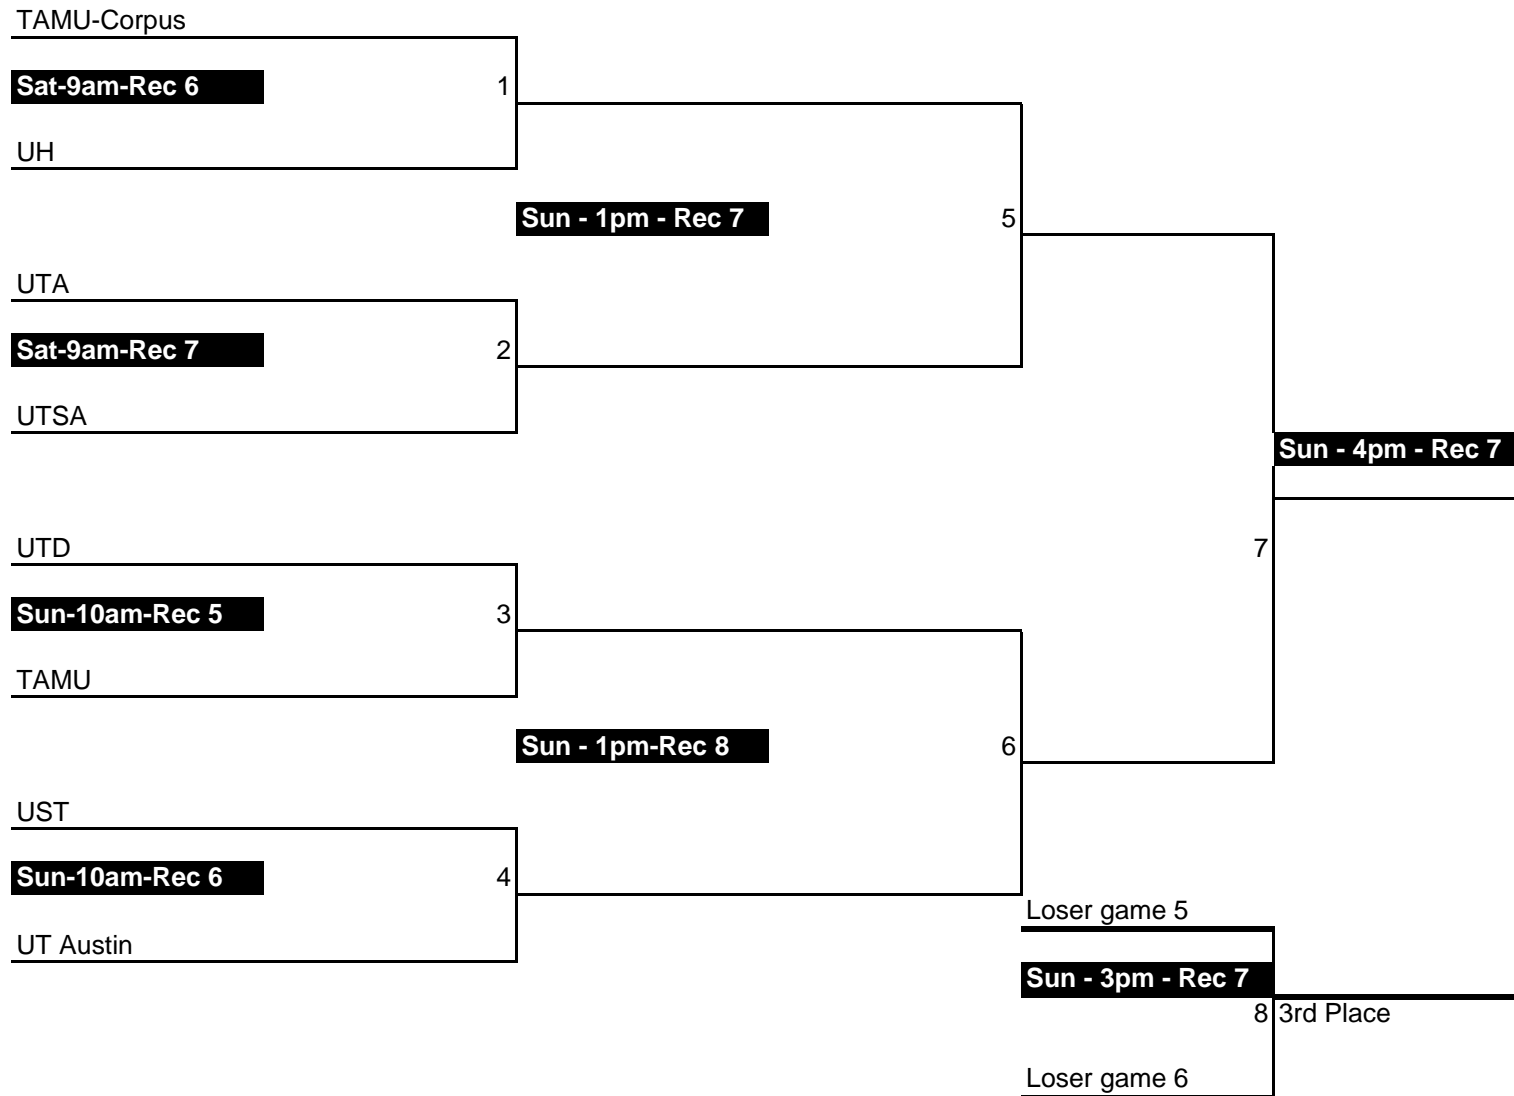 TAMU-Corpus
Sat-9am-Rec 6
1
UH
Sun - 1pm - Rec 7
5
UTA
Sat-9am-Rec 7
2
UTSA
Sun - 4pm - Rec 7
UTD
7
Sun-10am-Rec 5
3
TAMU
Sun - 1pm-Rec 8
6
UST
Sun-10am-Rec 6
4
Loser game 5
UT Austin
Sun - 3pm - Rec 7
8 3rd Place
Loser game 6